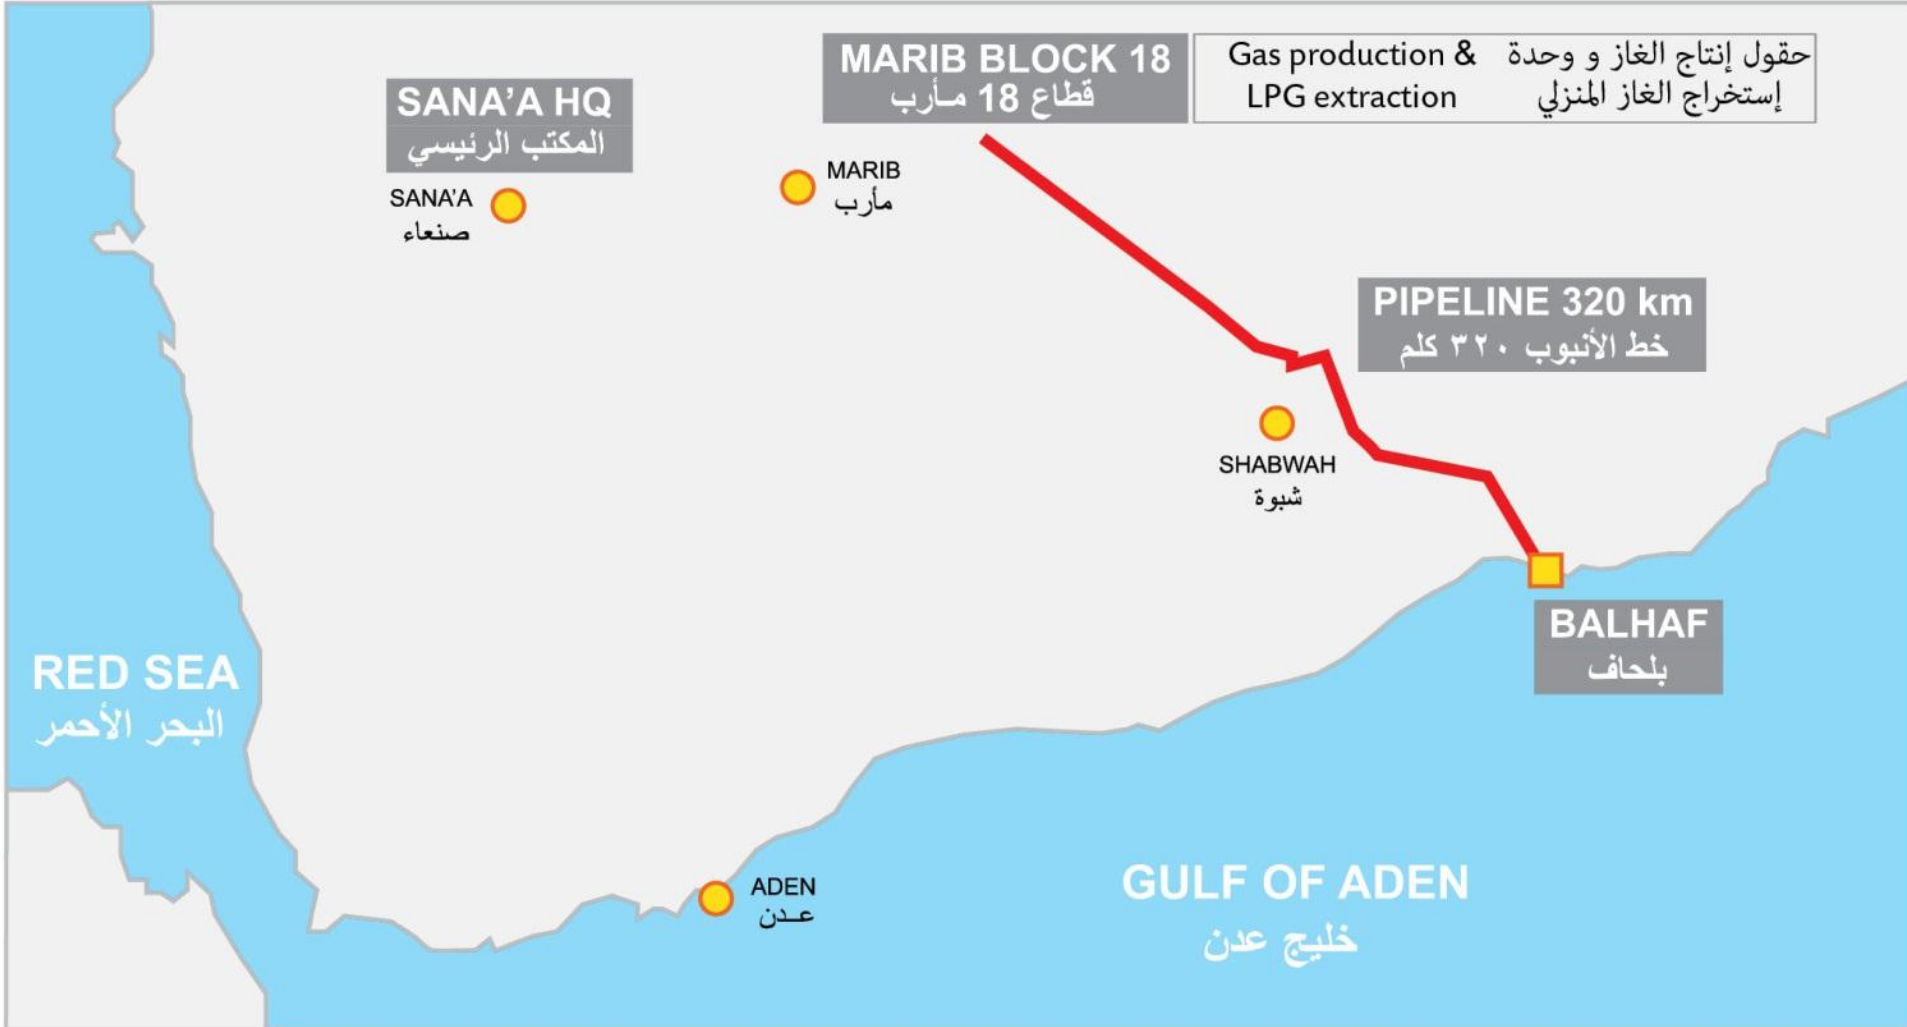 MARIB BLOCK 18
قطاع 18 مـأرب
Gas production &
LPG extraction
حقول إنتاج الغاز و وحدة
إستخراج الغاز المنزلي
SANA'A HQ
المكتب الرئيسي
MARIB
مأرب
SANA'A
صنعاء
PIPELINE 320 km
خط الأنبوب ٣٢٠ كلم
SHABWAH
شبوة
BALHAF
بلحاف
RED SEA
البحر الأحمر
ADEN
عـدن
GULF OF ADEN
خليج عدن